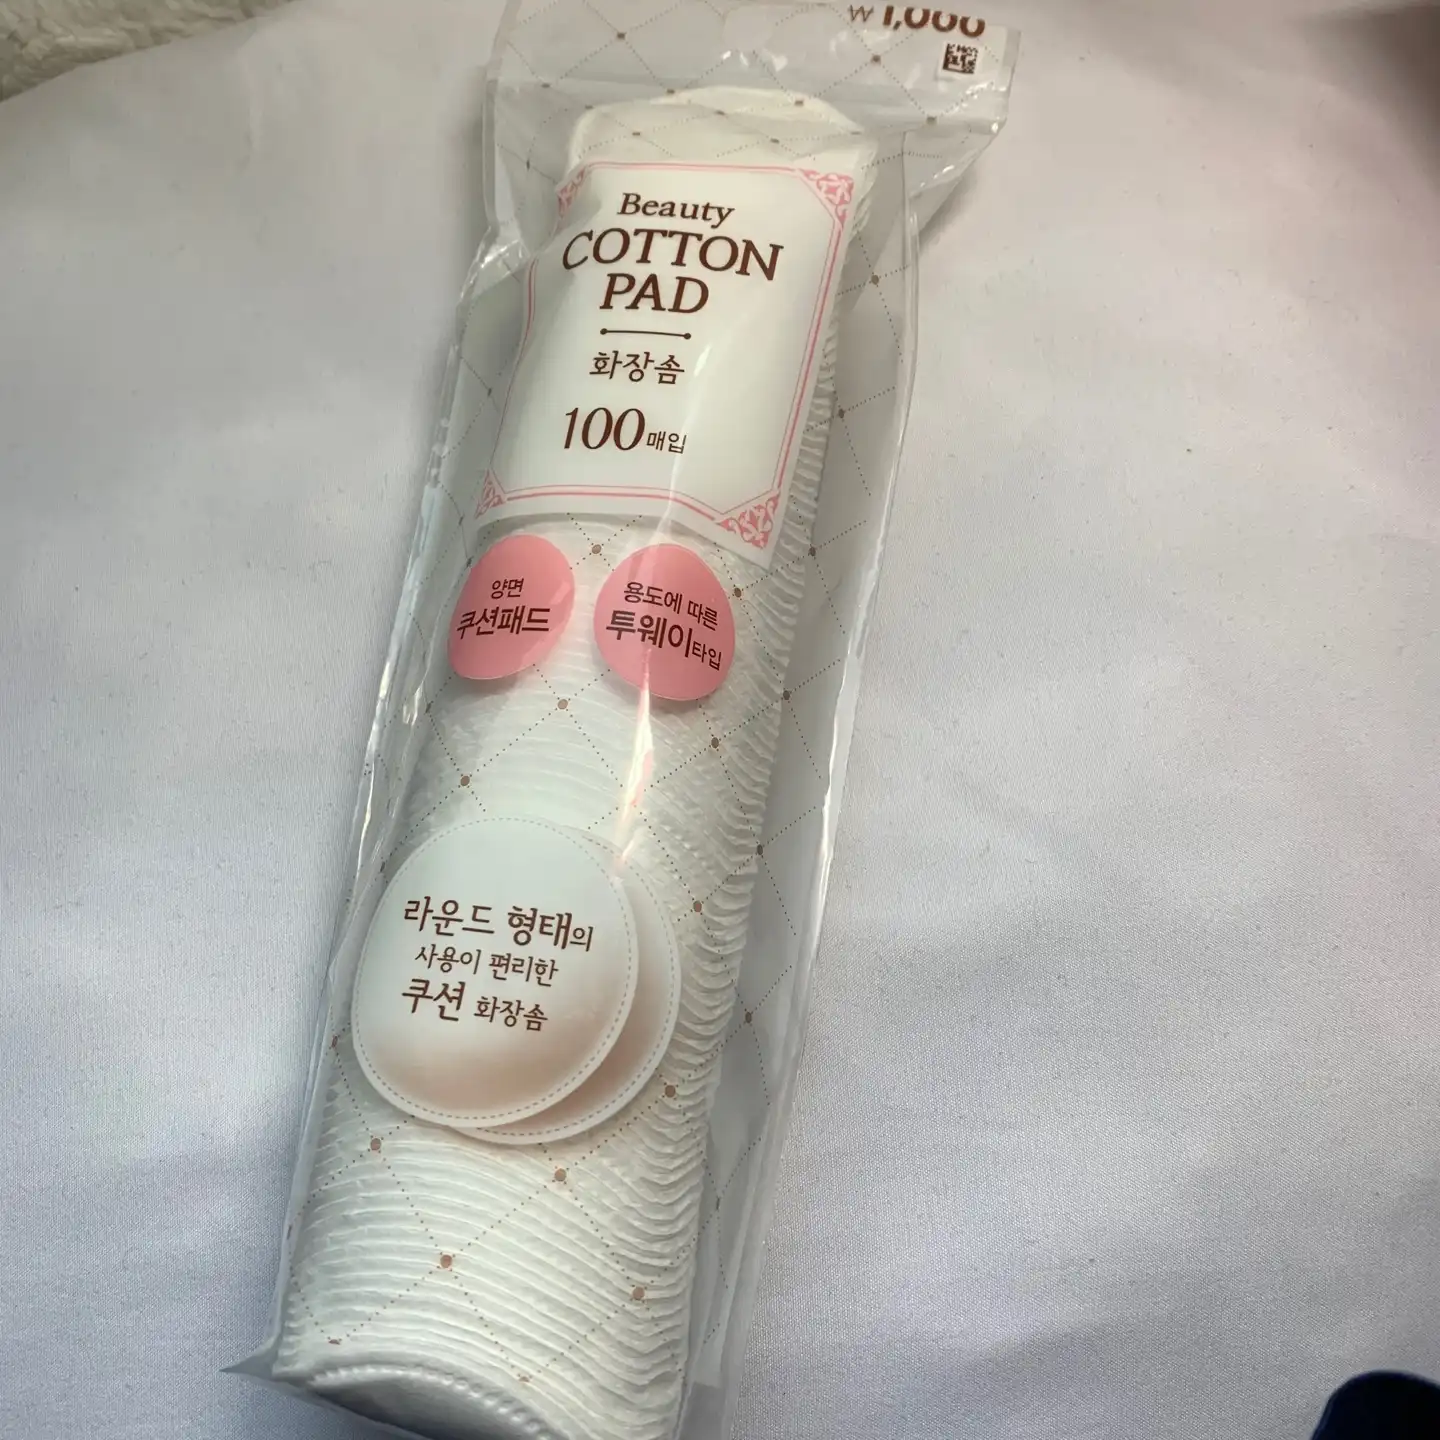 ₩1,000
Beauty
COTTON
PAD
화장솜
100매입
양면
쿠션패드
용도에 따른
투웨이타입
라운드 형태의
사용이 편리한
쿠션 화장솜